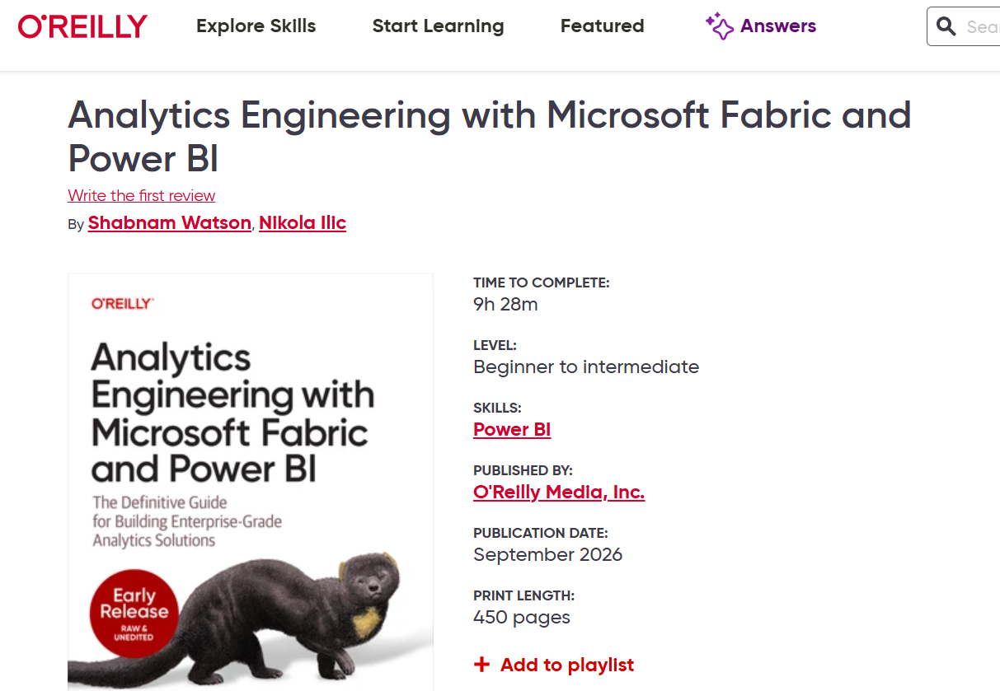 O'REILLY
Explore Skills
Start Learning
Featured
Answers
Analytics Engineering with Microsoft Fabric and
Power BI
Write the first review
By Shabnam Watson, Nikola Ilic
O'REILLY
Analytics
Engineering with
Microsoft Fabric
and Power BI
The Definitive Guide
for Building Enterprise-Grade
Analytics Solutions
Early
Release
RAW &
UNEDITED
TIME TO COMPLETE:
9h 28m
LEVEL:
Beginner to intermediate
SKILLS:
Power BI
PUBLISHED BY:
O'Reilly Media, Inc.
PUBLICATION DATE:
September 2026
PRINT LENGTH:
450 pages
+ Add to playlist